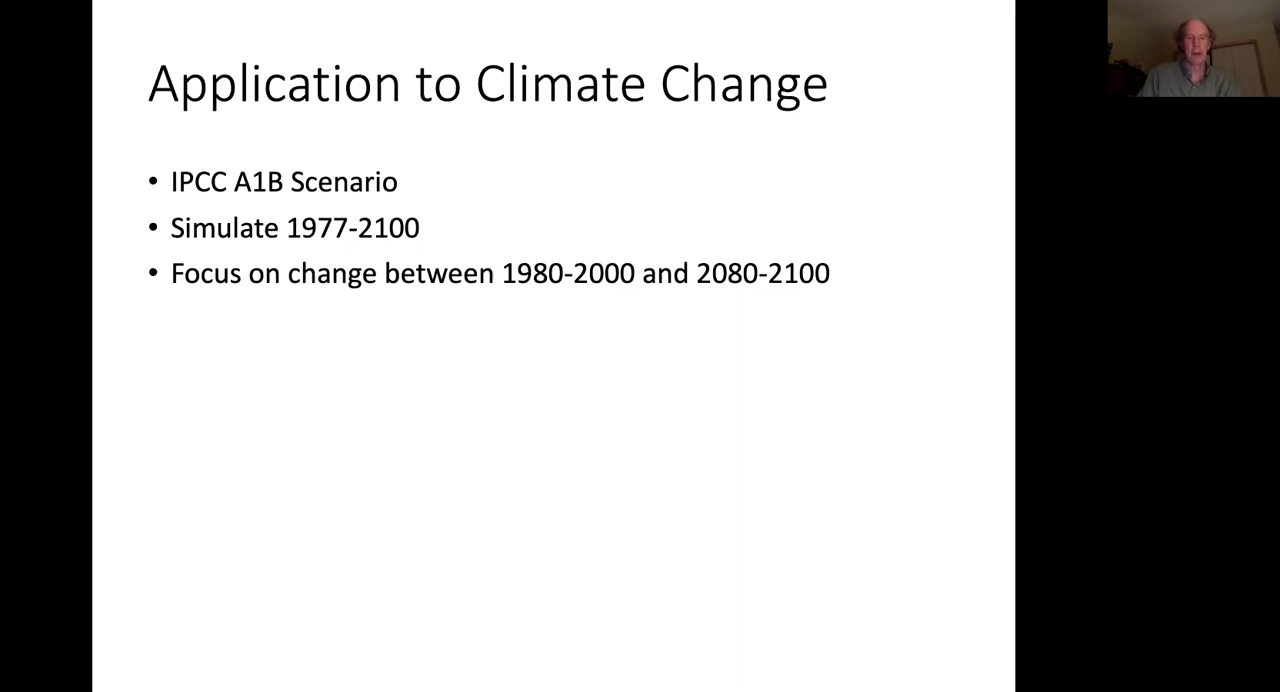 Application to Climate Change
• IPCC A1B Scenario
• Simulate 1977-2100
• Focus on change between 1980-2000 and 2080-2100